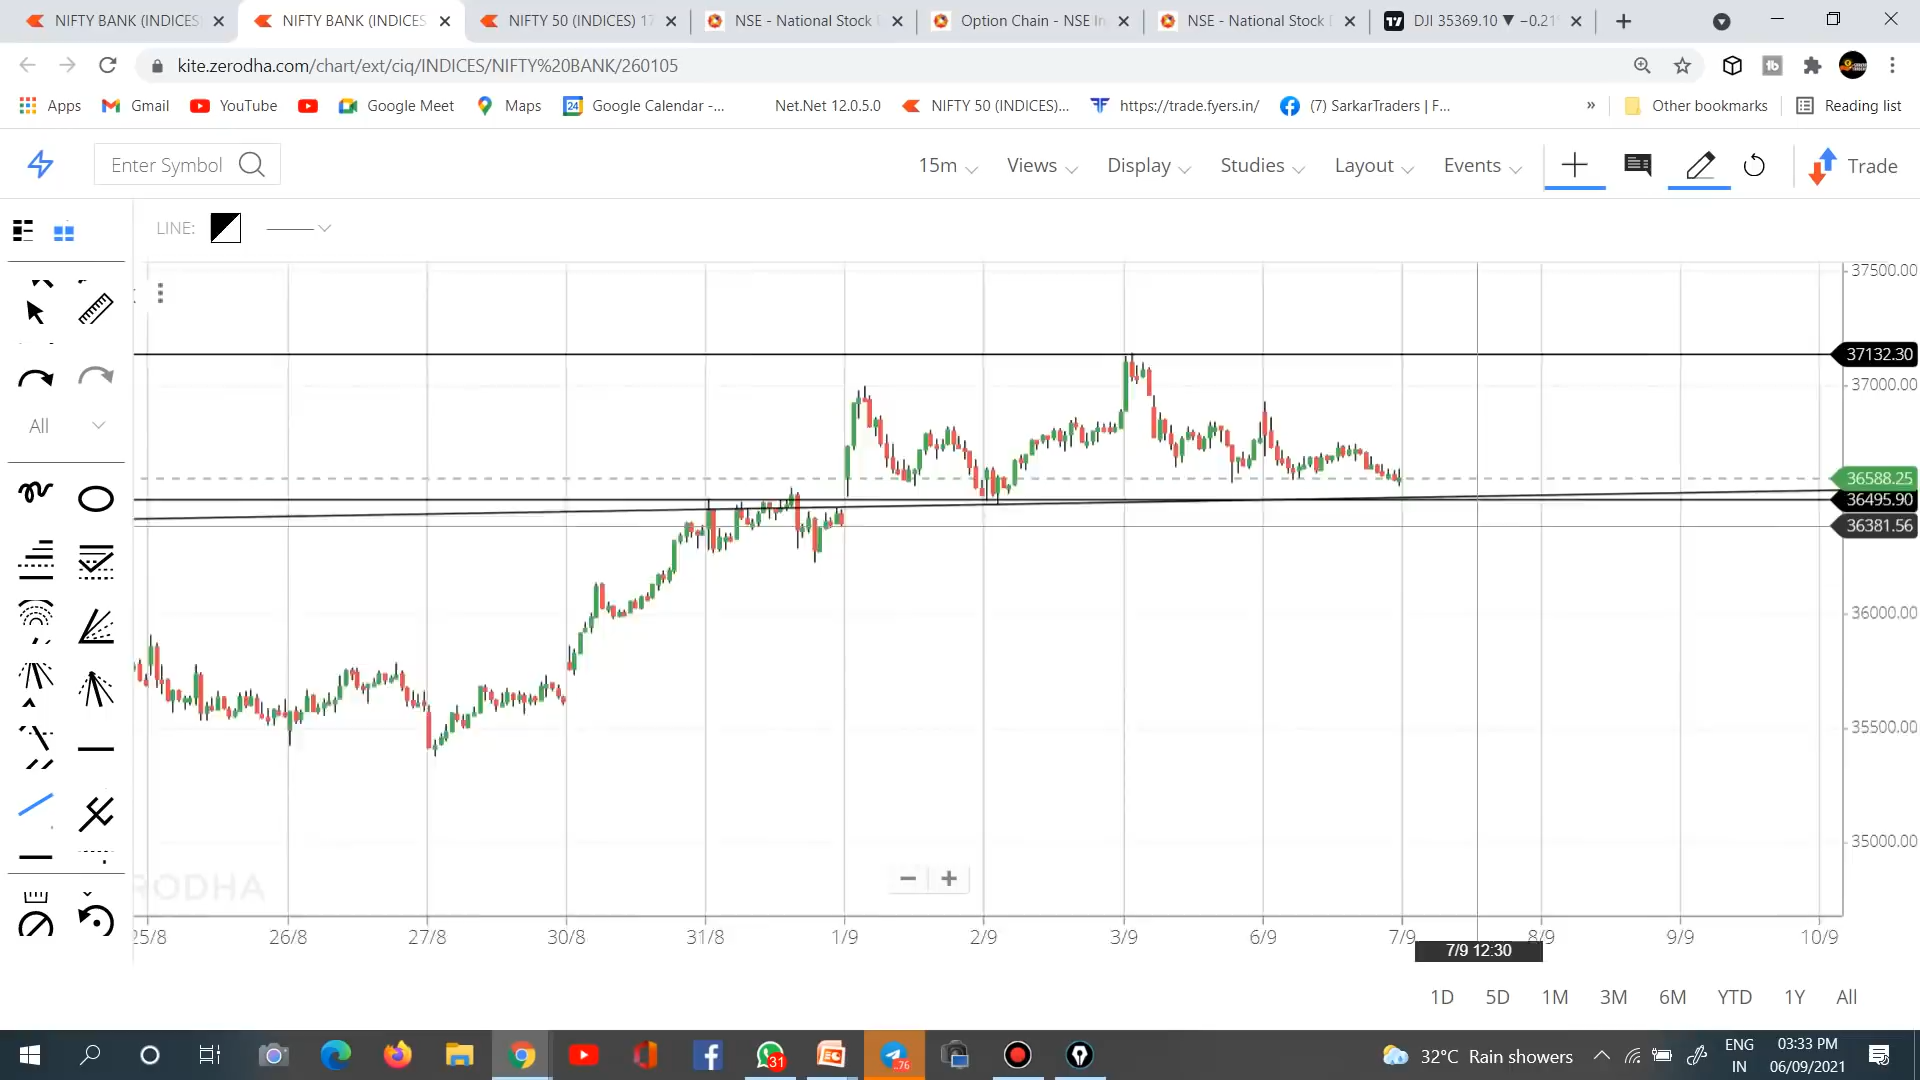 NIFTY BANK (INDICES
NIFTY BANK (INDICES
NIFTY 50 (INDICES) 17
NSE - National Stock
Option Chain - NSE In
NSE - National Stock
DJI 35369.10 ▼ −0.21
kite.zerodha.com/chart/ext/ciq/INDICES/NIFTY%20BANK/260105
Apps
Gmail
YouTube
Google Meet
Maps
24
Google Calendar -...
Net.Net 12.0.5.0
NIFTY 50 (INDICES)...
https://trade.fyers.in/
(7) SarkarTraders | F...
»
Other bookmarks
Reading list
Enter Symbol
15m
Views
Display
Studies
Layout
Events
Trade
LINE:
All
37500.00
37132.30
37000.00
36588.25
36495.90
36381.56
36000.00
35500.00
35000.00
RODHA
25/8
26/8
27/8
30/8
31/8
1/9
2/9
3/9
6/9
7/9
8/9
9/9
10/9
7/9 12:30
1D
5D
1M
3M
6M
YTD
1Y
All
31
76
32°C Rain showers
ENG
IN
03:33 PM
06/09/2021